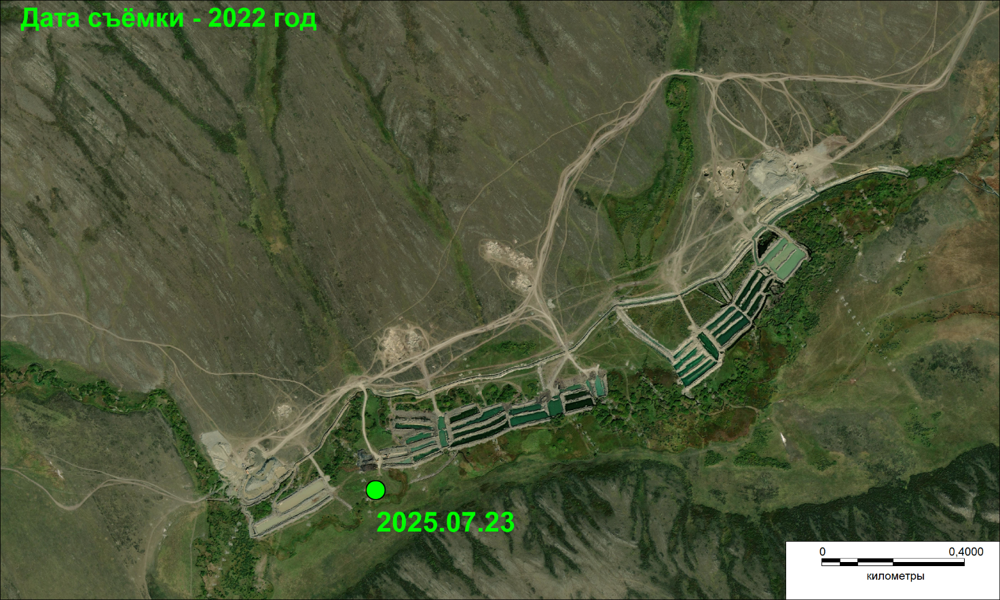 Дата съёмки - 2022 год
2025.07.23
0 0,4000
километры